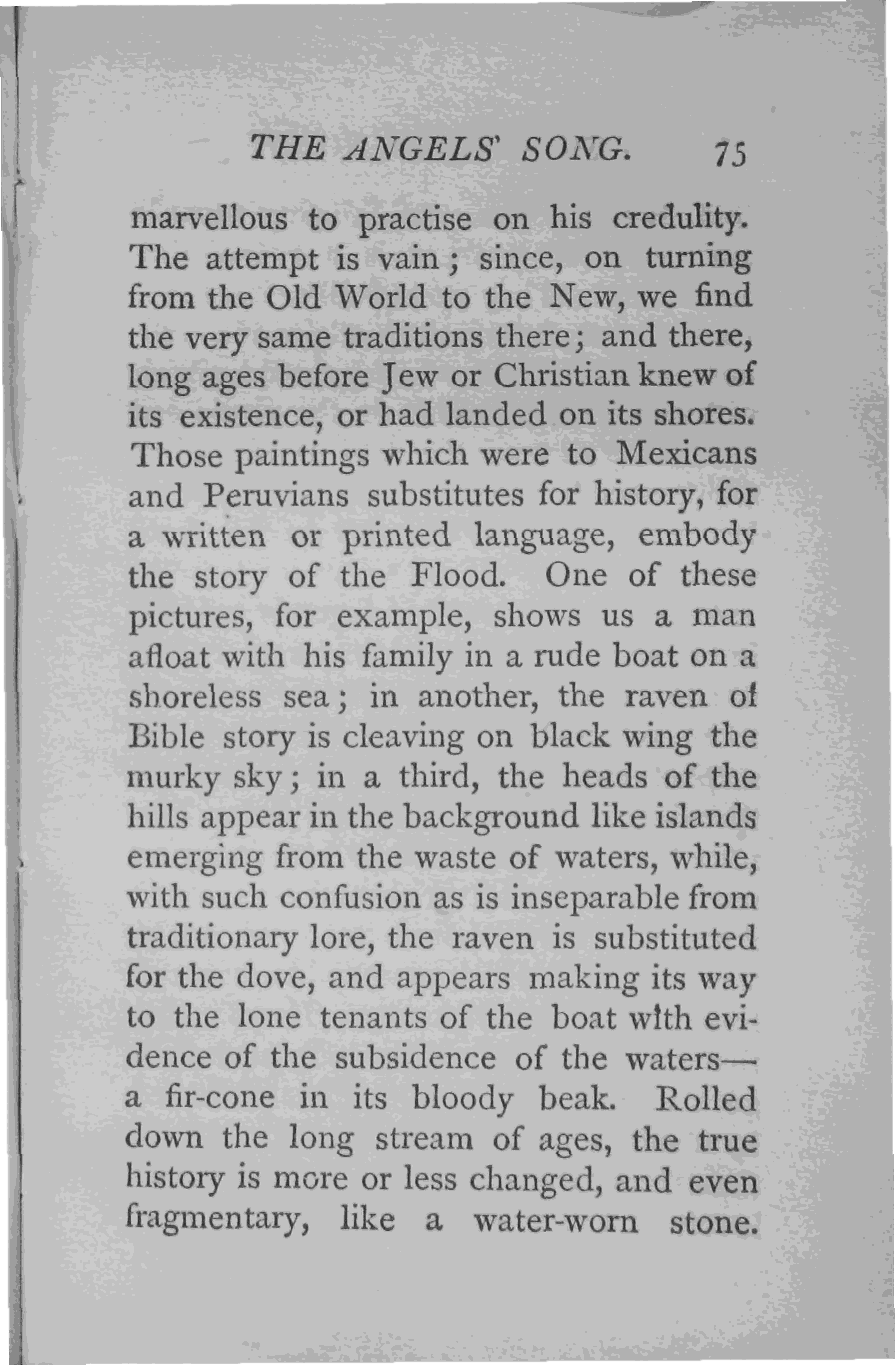 THE ANGELS' SONG. 75
marvellous to practise on his credulity.
The attempt is vain ; since, on turning
from the Old World to the New, we find
the very same traditions there; and there,
long ages before Jew or Christian knew of
its existence, or had landed on its shores.
Those paintings which were to Mexicans
and Peruvians substitutes for history, for
a written or printed language, embody
the story of the Flood. One of these
pictures, for example, shows us a man
afloat with his family in a rude boat on a
shoreless sea ; in another, the raven of
Bible story is cleaving on black wing the
murky sky ; in a third, the heads of the
hills appear in the background like islands
emerging from the waste of waters, while,
with such confusion as is inseparable from
traditionary lore, the raven is substituted
for the dove, and appears making its way
to the lone tenants of the boat with evi-
dence of the subsidence of the waters—
a fir-cone in its bloody beak. Rolled
down the long stream of ages, the true
history is more or less changed, and even
fragmentary, like a water-worn stone.